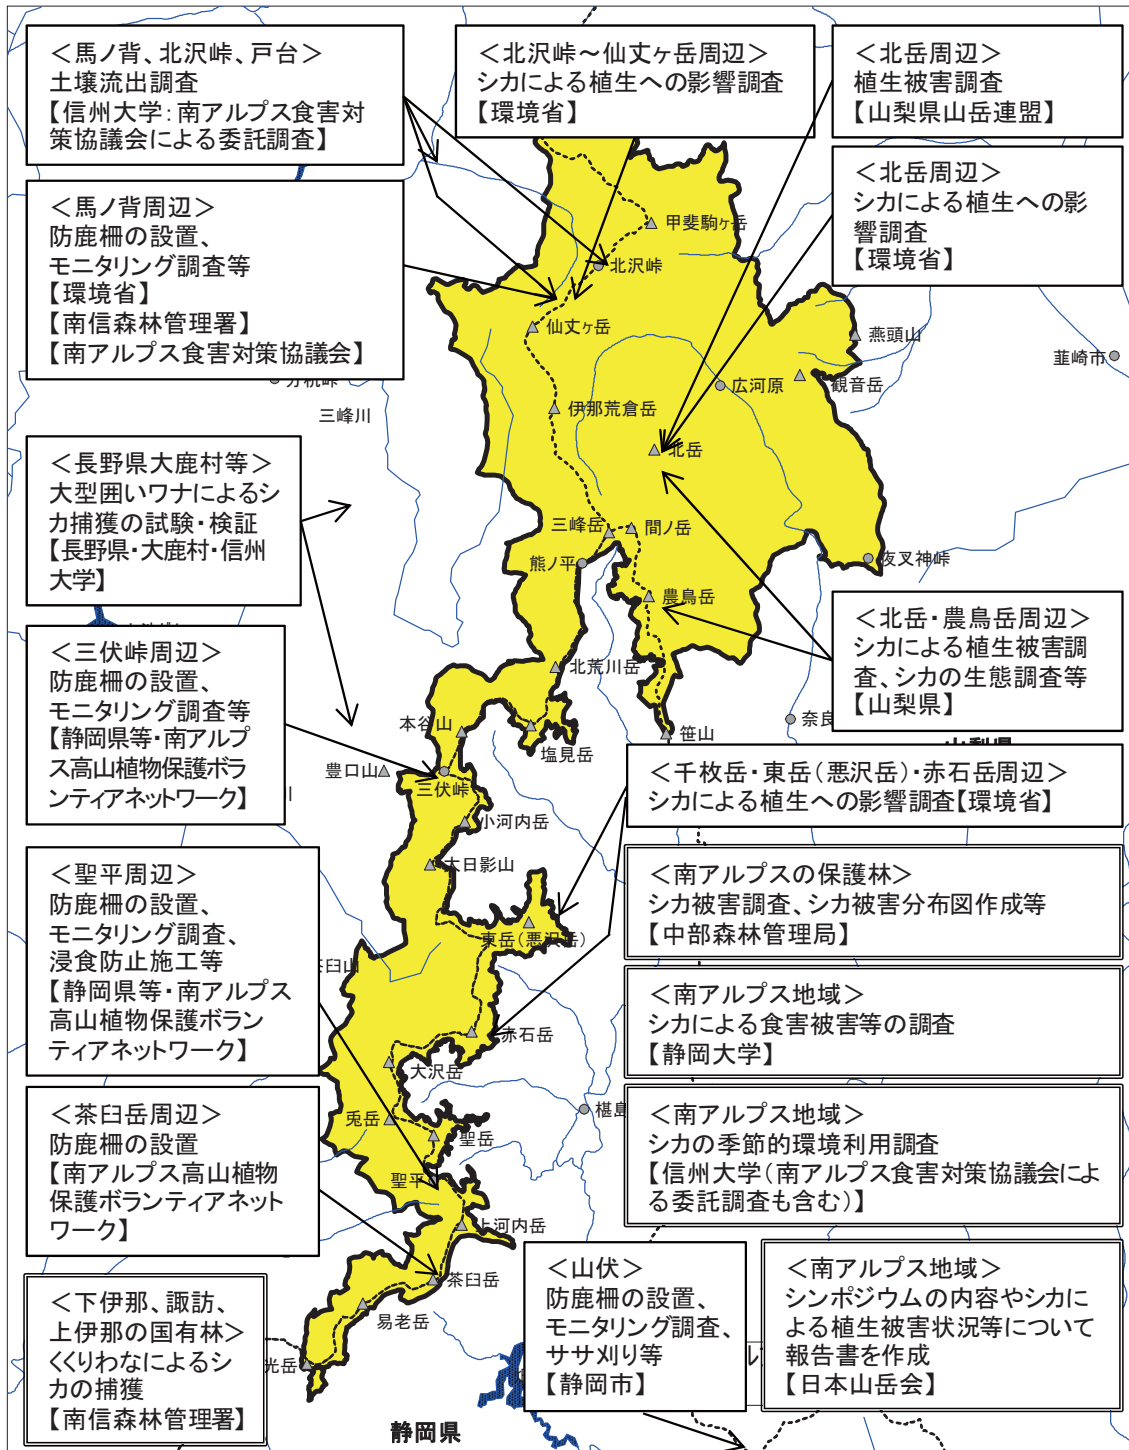 ＜馬ノ背、北沢峠、戸台＞
土壌流出調査
【信州大学：南アルプス食害対
策協議会による委託調査】
＜北沢峠～仙丈ヶ岳周辺＞
シカによる植生への影響調査
【環境省】
＜北岳周辺＞
植生被害調査
【山梨県山岳連盟】
＜馬ノ背周辺＞
防鹿柵の設置、
モニタリング調査等
【環境省】
【南信森林管理署】
【南アルプス食害対策協議会】
＜北岳周辺＞
シカによる植生への影
響調査
【環境省】
甲斐駒ヶ岳
北沢峠
仙丈ヶ岳
燕頭山
韮崎市
観音岳
広河原
三峰川
伊那荒倉岳
北岳
＜長野県大鹿村等＞
大型囲いワナによるシ
カ捕獲の試験・検証
【長野県・大鹿村・信州
大学】
三峰岳
間ノ岳
熊ノ平
夜叉神峠
農鳥岳
＜北岳・農鳥岳周辺＞
シカによる植生被害調
査、シカの生態調査等
【山梨県】
＜三伏峠周辺＞
防鹿柵の設置、
モニタリング調査等
【静岡県等・南アルプ
ス高山植物保護ボラ
ンティアネットワーク】
北荒川岳
本谷山
塩見岳
笹山
奈良
豊口山
三伏峠
小河内岳
＜千枚岳・東岳（悪沢岳）・赤石岳周辺＞
シカによる植生への影響調査【環境省】
＜聖平周辺＞
防鹿柵の設置、
モニタリング調査、
浸食防止施工等
【静岡県等・南アルプス
高山植物保護ボラン
ティアネットワーク】
大日影山
東岳（悪沢岳）
＜南アルプスの保護林＞
シカ被害調査、シカ被害分布図作成等
【中部森林管理局】
臼山
＜南アルプス地域＞
シカによる食害被害等の調査
【静岡大学】
赤石岳
大沢岳
＜茶臼岳周辺＞
防鹿柵の設置
【南アルプス高山植物
保護ボランティアネット
ワーク】
兎岳
聖岳
椹島
聖平
上河内岳
＜南アルプス地域＞
シカの季節的環境利用調査
【信州大学（南アルプス食害対策協議会によ
る委託調査も含む）】
茶臼岳
易老岳
光岳
＜下伊那、諏訪、
上伊那の国有林＞
くくりわなによるシ
カの捕獲
【南信森林管理署】
＜山伏＞
防鹿柵の設置、
モニタリング調査、
ササ刈り等
【静岡市】
＜南アルプス地域＞
シンポジウムの内容やシカに
よる植生被害状況等について
報告書を作成
【日本山岳会】
静岡県